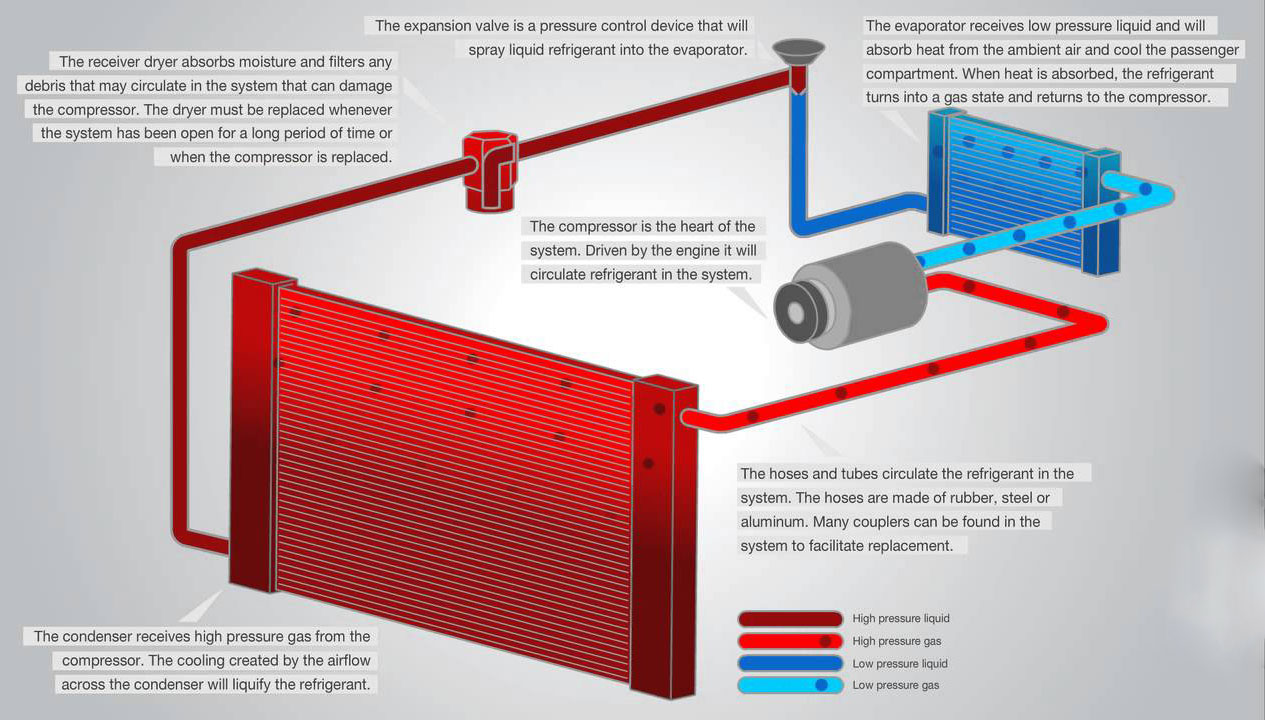 The expansion valve is a pressure control device that will
spray liquid refrigerant into the evaporator.
The evaporator receives low pressure liquid and will
absorb heat from the ambient air and cool the passenger
compartment. When heat is absorbed, the refrigerant
turns into a gas state and returns to the compressor.
The receiver dryer absorbs moisture and filters any
debris that may circulate in the system that can damage
the compressor. The dryer must be replaced whenever
the system has been open for a long period of time or
when the compressor is replaced.
The compressor is the heart of the
system. Driven by the engine it will
circulate refrigerant in the system.
The hoses and tubes circulate the refrigerant in the
system. The hoses are made of rubber, steel or
aluminum. Many couplers can be found in the
system to facilitate replacement.
The condenser receives high pressure gas from the
compressor. The cooling created by the airflow
across the condenser will liquify the refrigerant.
High pressure liquid
High pressure gas
Low pressure liquid
Low pressure gas